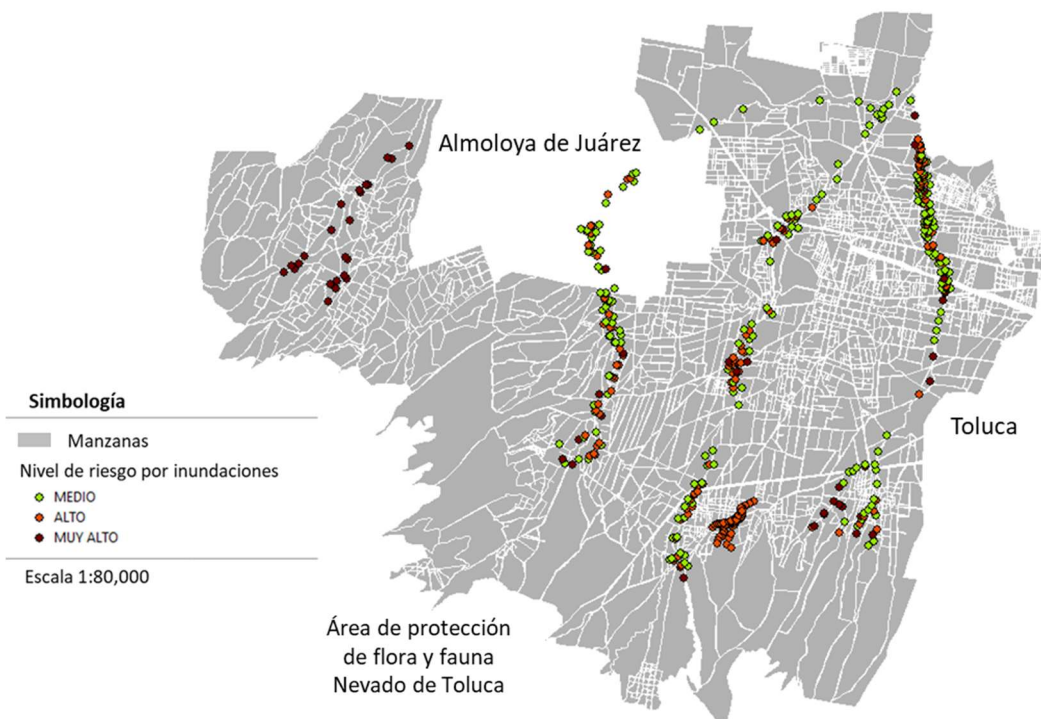 Almoloya de Juárez
Simbología
Manzanas
Nivel de riesgo por inundaciones
MEDIO
ALTO
MUY ALTO
Escala 1:80,000
Toluca
Área de protección
de flora y fauna
Nevado de Toluca